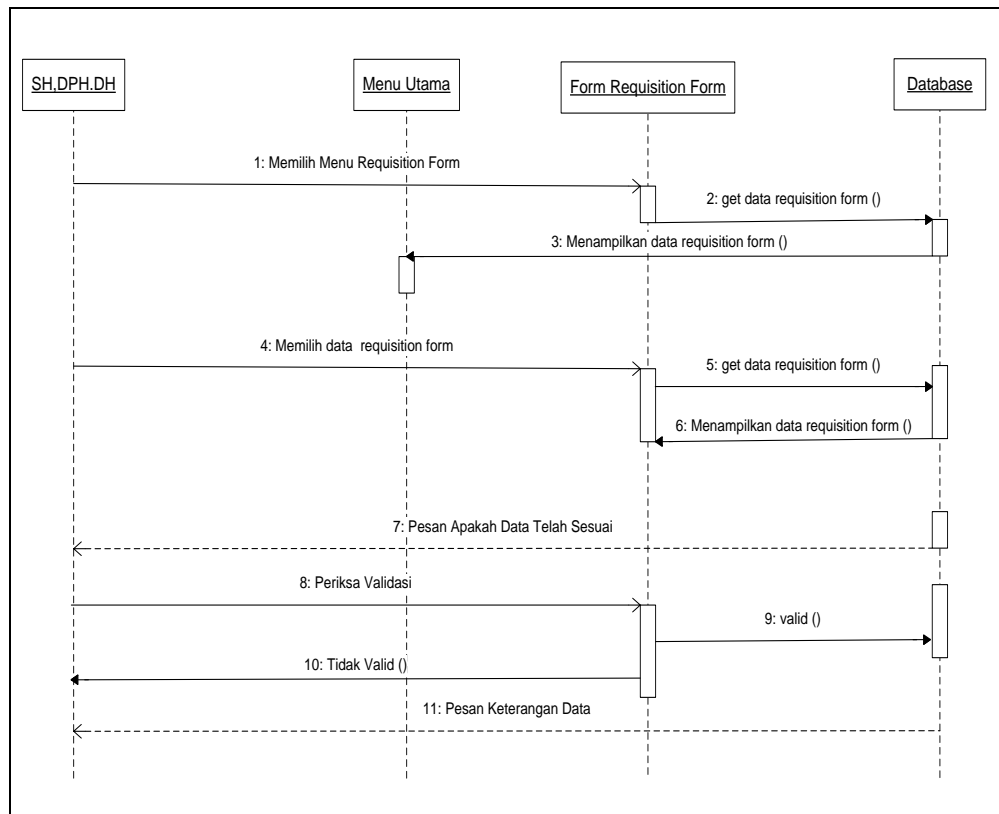 SH,DPH.DH
Menu Utama
Form Requisition Form
Database
1: Memilih Menu Requisition Form
2: get data requisition form ()
3: Menampilkan data requisition form ()
4: Memilih data requisition form
5: get data requisition form ()
6: Menampilkan data requisition form ()
7: Pesan Apakah Data Telah Sesuai
8: Periksa Validasi
9: valid ()
10: Tidak Valid ()
11: Pesan Keterangan Data